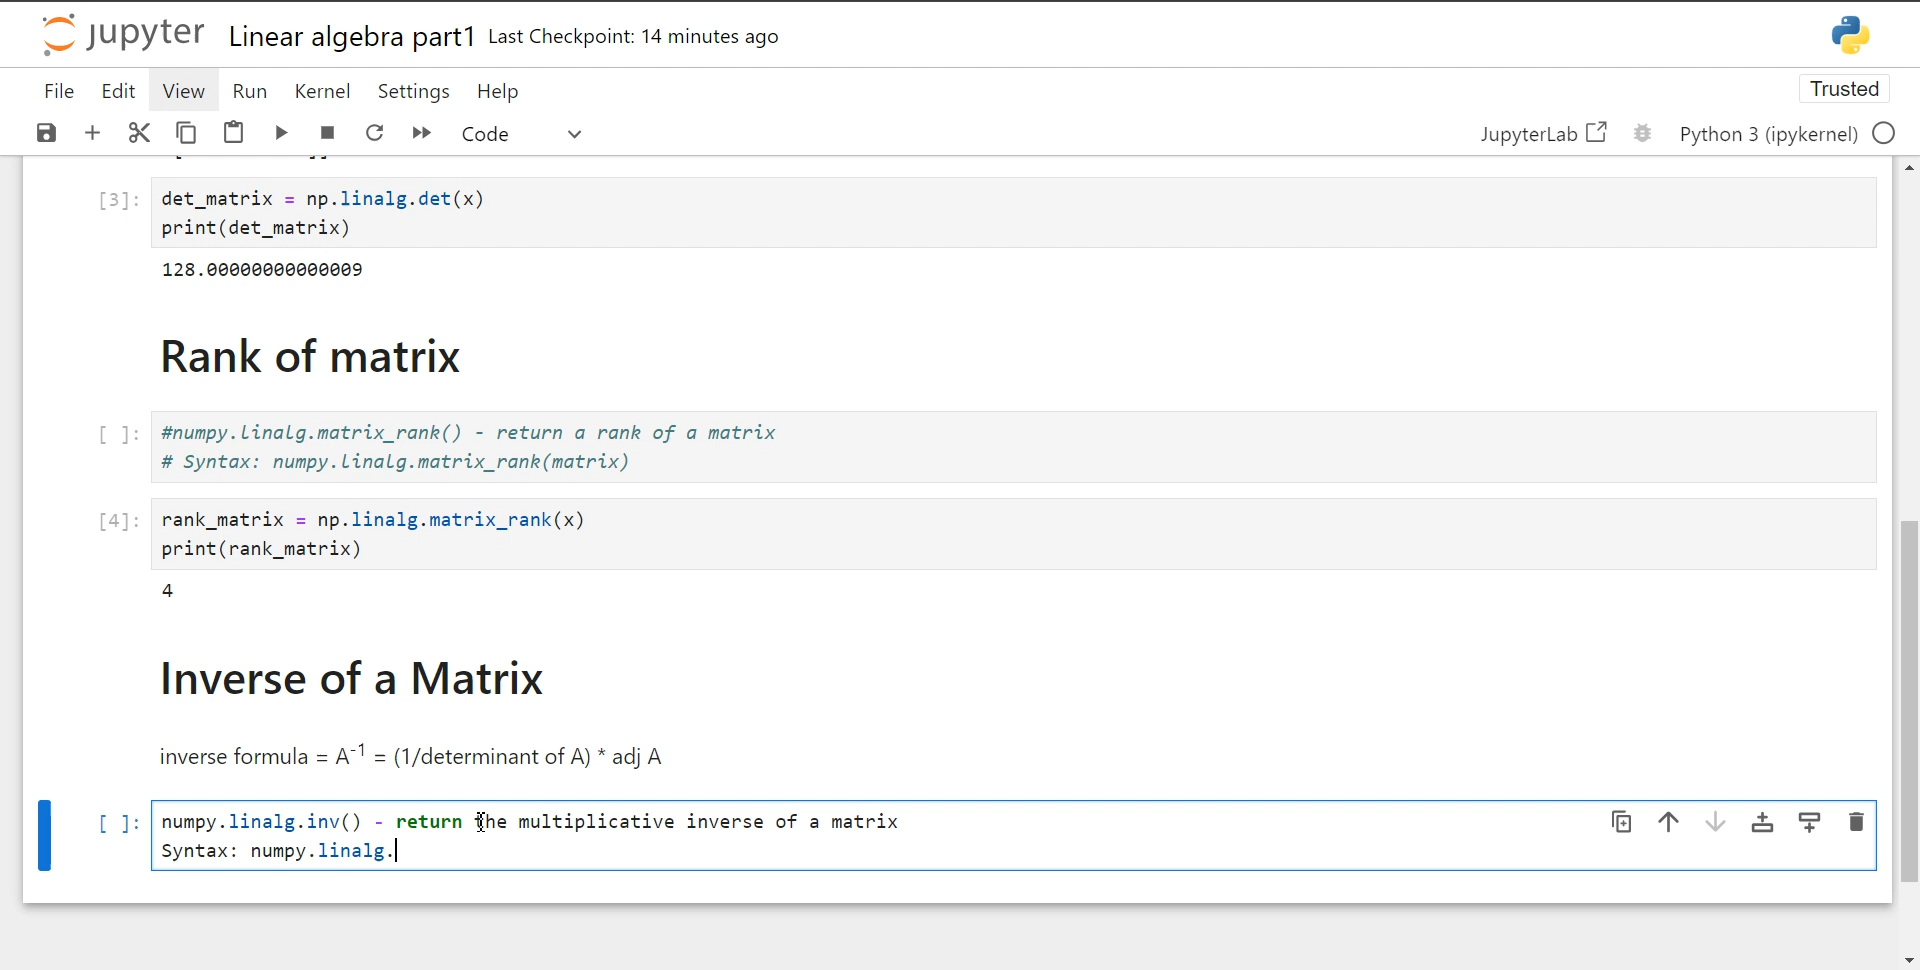 jupyter Linear algebra part1 Last Checkpoint: 14 minutes ago
File Edit View Run Kernel Settings Help Trusted
Code JupyterLab Python 3 (ipykernel)
[3]: det_matrix = np.linalg.det(x)
print(det_matrix)
128.00000000000009
Rank of matrix
[ ]: #numpy.linalg.matrix_rank() - return a rank of a matrix
# Syntax: numpy.linalg.matrix_rank(matrix)
[4]: rank_matrix = np.linalg.matrix_rank(x)
print(rank_matrix)
4
Inverse of a Matrix
inverse formula = A⁻¹ = (1/determinant of A) * adj A
[ ]: numpy.linalg.inv() - return the multiplicative inverse of a matrix
Syntax: numpy.linalg.